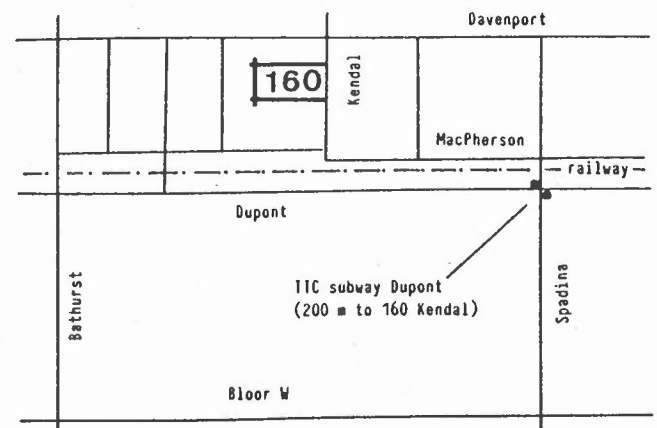 Davenport
160
Kendal
MacPherson
railway
Dupont
TTC subway Dupont
(200 m to 160 Kendal)
Bathurst
Spadina
Bloor W